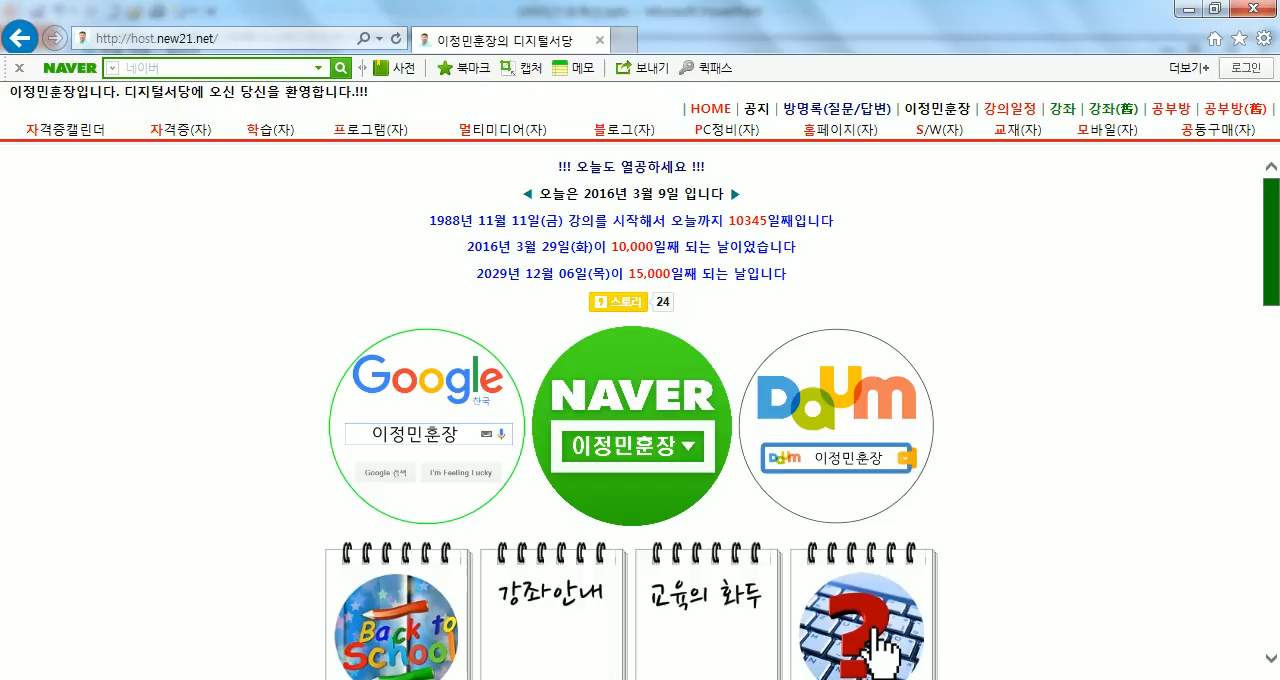 http://host.new21.net/
이정민훈장의 디지털서당
NAVER 네이버 사전 북마크 캡처 메모 보내기 퀵패스 더보기+ 로그인
이정민훈장입니다. 디지털서당에 오신 당신을 환영합니다.!!!
| HOME | 공지 | 방명록(질문/답변) | 이정민훈장 | 강의일정 | 강좌 | 강좌(舊) | 공부방 | 공부방(舊) |
자격증캘린더 자격증(자) 학습(자) 프로그램(자) 멀티미디어(자) 블로그(자) PC정비(자) 홈페이지(자) S/W(자) 교재(자) 모바일(자) 공동구매(자)
!!! 오늘도 열공하세요 !!!
◀ 오늘은 2016년 3월 9일 입니다 ▶
1988년 11월 11일(금) 강의를 시작해서 오늘까지 10345일째입니다
2016년 3월 29일(화)이 10,000일째 되는 날이었습니다
2029년 12월 06일(목)이 15,000일째 되는 날입니다
스토리 24
Google
한국
이정민훈장
Google 검색 I'm Feeling Lucky
NAVER
이정민훈장
Daum
Daum 이정민훈장
Back to School
강좌안내
교육의 화두
?